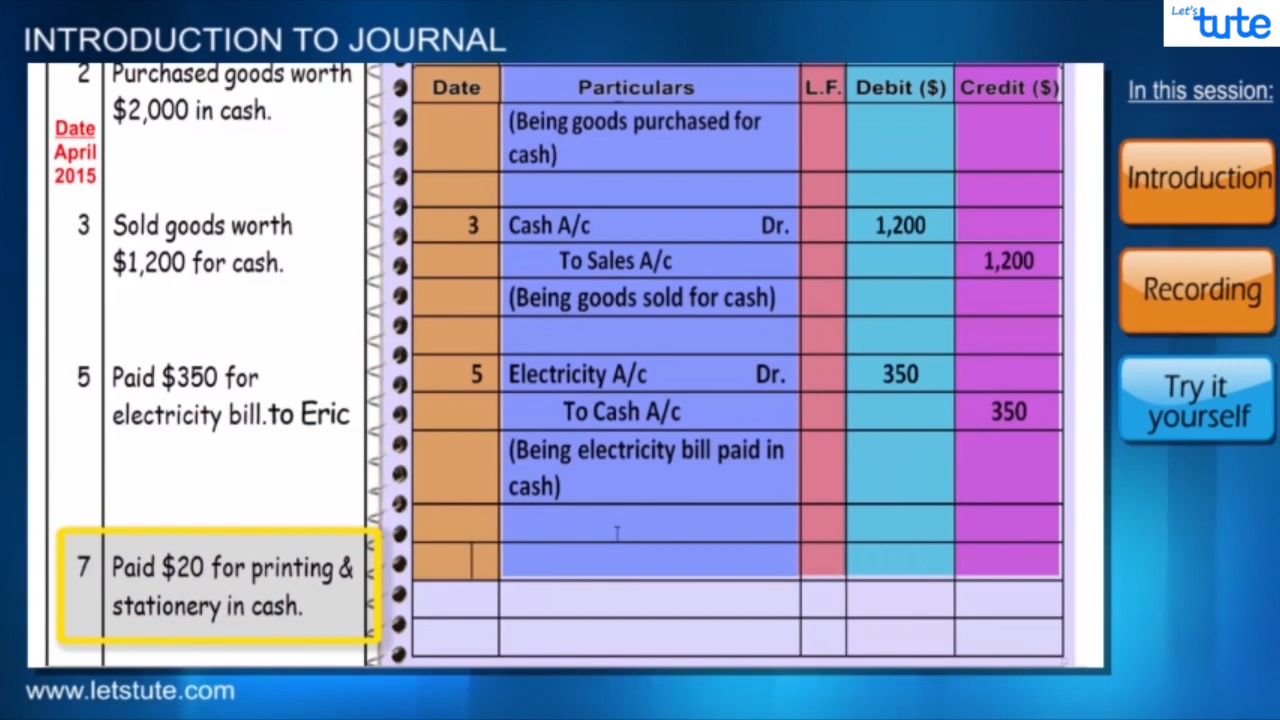 Let's
tute
INTRODUCTION TO JOURNAL
In this session:
Introduction
Recording
Try it
yourself
2 Purchased goods worth
$2,000 in cash.
Date
April
2015
3 Sold goods worth
$1,200 for cash.
5 Paid $350 for
electricity bill.to Eric
7 Paid $20 for printing &
stationery in cash.
Date Particulars L.F. Debit ($) Credit ($)
(Being goods purchased for
cash)
3 Cash A/c Dr. 1,200
To Sales A/c 1,200
(Being goods sold for cash)
5 Electricity A/c Dr. 350
To Cash A/c 350
(Being electricity bill paid in
cash)
www.letstute.com